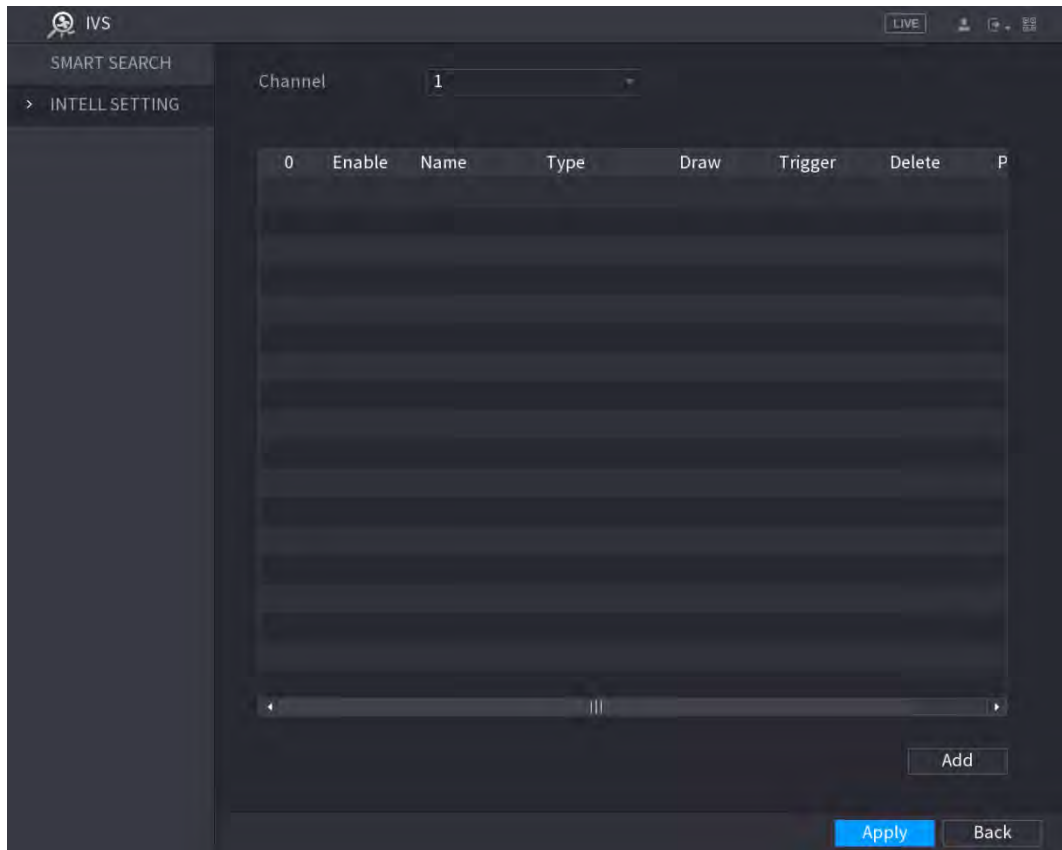 IVS LIVE
SMART SEARCH
INTELL SETTING
Channel 1
0 Enable Name Type Draw Trigger Delete P
Add
Apply Back